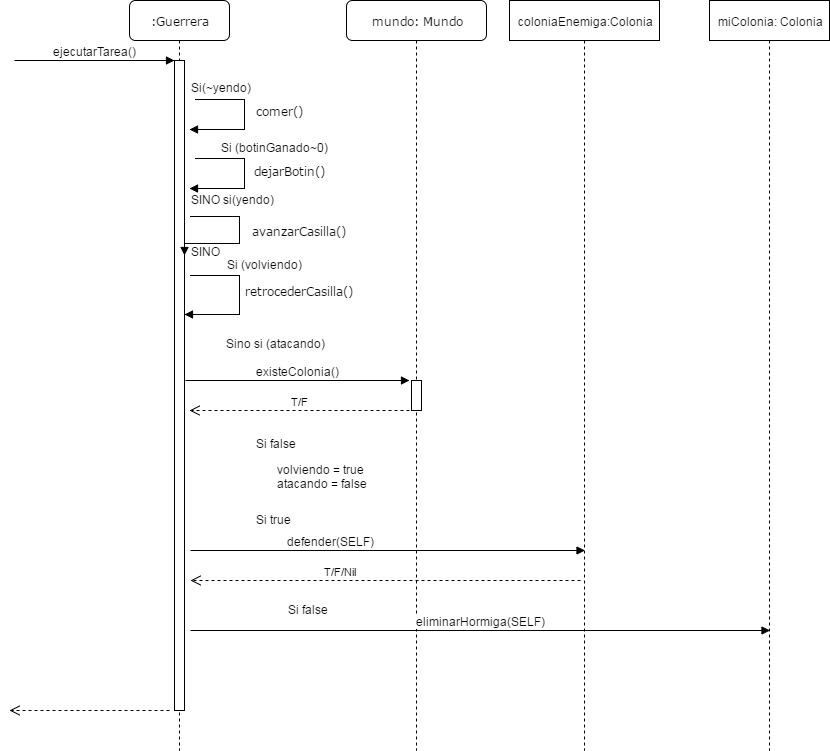 :Guerrera
mundo: Mundo
coloniaEnemiga:Colonia
miColonia: Colonia
ejecutarTarea()
Si(~yendo)
comer()
Si (botinGanado~0)
dejarBotin()
SINO si(yendo)
avanzarCasilla()
SINO
Si (volviendo)
retrocederCasilla()
Sino si (atacando)
existeColonia()
T/F
Si false
volviendo = true
atacando = false
Si true
defender(SELF)
T/F/Nil
Si false
eliminarHormiga(SELF)